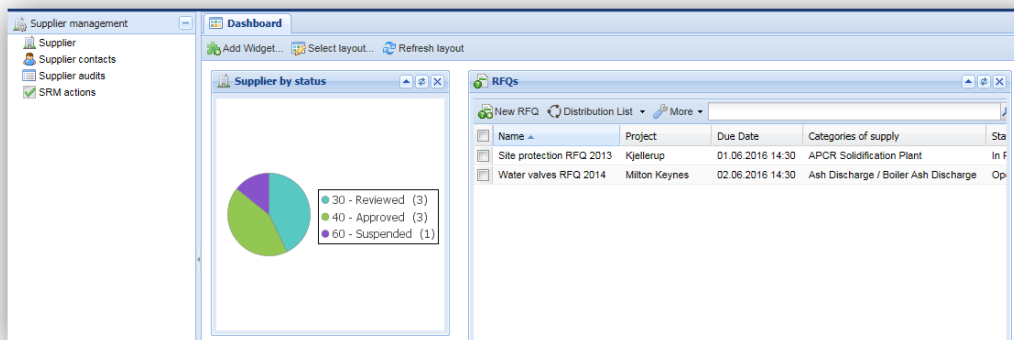 Supplier management
Supplier
Supplier contacts
Supplier audits
SRM actions
Dashboard
Add Widget... Select layout... Refresh layout
Supplier by status
30 - Reviewed (3)
40 - Approved (3)
60 - Suspended (1)
RFQs
New RFQ Distribution List More
Name Project Due Date Categories of supply Sta
Site protection RFQ 2013 Kjellerup 01.06.2016 14:30 APCR Solidification Plant In
Water valves RFQ 2014 Milton Keynes 02.06.2016 14:30 Ash Discharge / Boiler Ash Discharge Ope